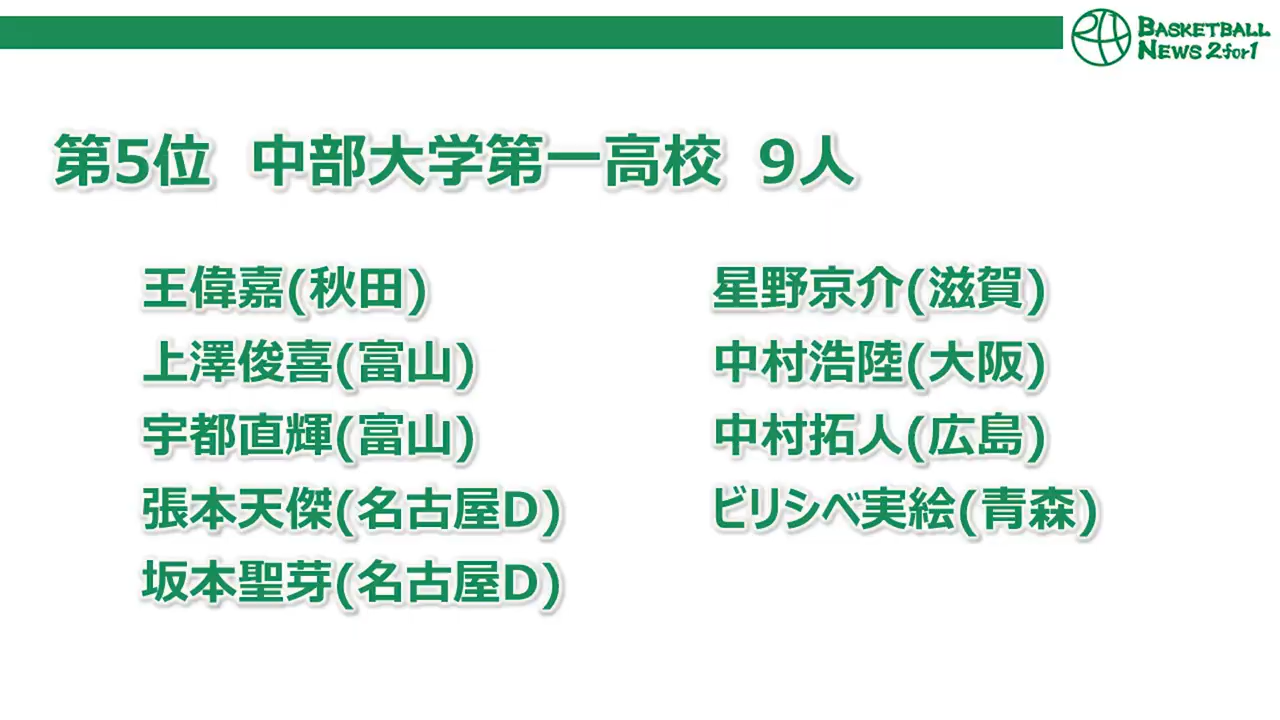 BASKETBALL
NEWS 2for1
第5位 中部大学第一高校 9人
王偉嘉(秋田)
上澤俊喜(富山)
宇都直輝(富山)
張本天傑(名古屋D)
坂本聖芽(名古屋D)
星野京介(滋賀)
中村浩陸(大阪)
中村拓人(広島)
ビリシベ実絵(青森)